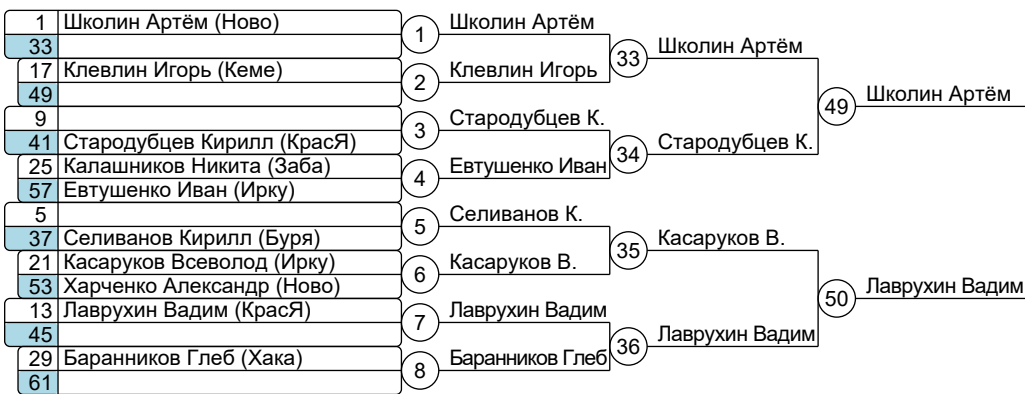 1 Школин Артём (Ново)
33
17 Клевлин Игорь (Кеме)
49
9
41 Стародубцев Кирилл (КрасЯ)
25 Калашников Никита (Заба)
57 Евтушенко Иван (Ирку)
5
37 Селиванов Кирилл (Буря)
21 Касаруков Всеволод (Ирку)
53 Харченко Александр (Ново)
13 Лаврухин Вадим (КрасЯ)
45
29 Баранников Глеб (Хака)
61
1 Школин Артём
2 Клевлин Игорь
3 Стародубцев К.
4 Евтушенко Иван
5 Селиванов К.
6 Касаруков В.
7 Лаврухин Вадим
8 Баранников Глеб
33 Школин Артём
34 Стародубцев К.
35 Касаруков В.
36 Лаврухин Вадим
49 Школин Артём
50 Лаврухин Вадим